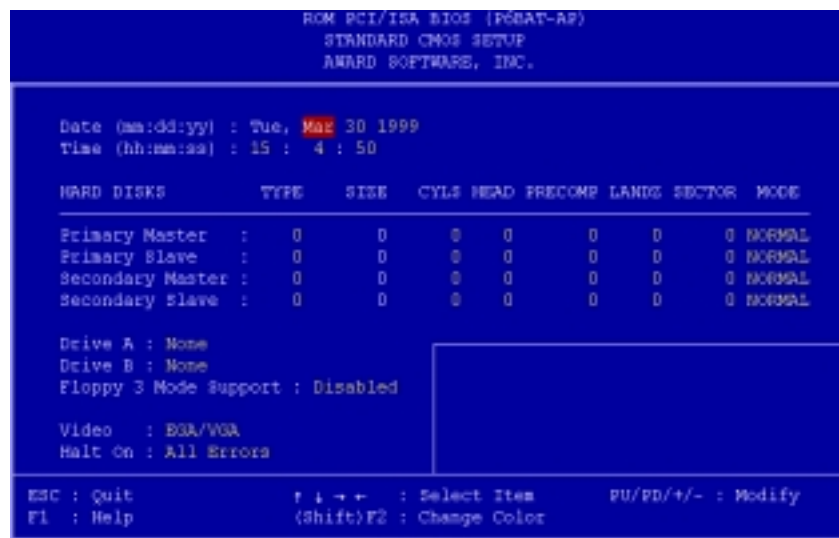 ROM PCI/ISA BIOS (P6BAT-AP)
STANDARD CMOS SETUP
AWARD SOFTWARE, INC.
Date (mm:dd:yy) : Tue, Mar 30 1999
Time (hh:mm:ss) : 15 : 4 : 50
HARD DISKS TYPE SIZE CYLS HEAD PRECOMP LANDZ SECTOR MODE
Primary Master : 0 0 0 0 0 0 0 NORMAL
Primary Slave : 0 0 0 0 0 0 0 NORMAL
Secondary Master : 0 0 0 0 0 0 0 NORMAL
Secondary Slave : 0 0 0 0 0 0 0 NORMAL
Drive A : None
Drive B : None
Floppy 3 Mode Support : Disabled
Video : EGA/VGA
Halt On : All Errors
ESC : Quit ↑ ↓ → ← : Select Item PU/PD/+/- : Modify
F1 : Help (Shift)F2 : Change Color